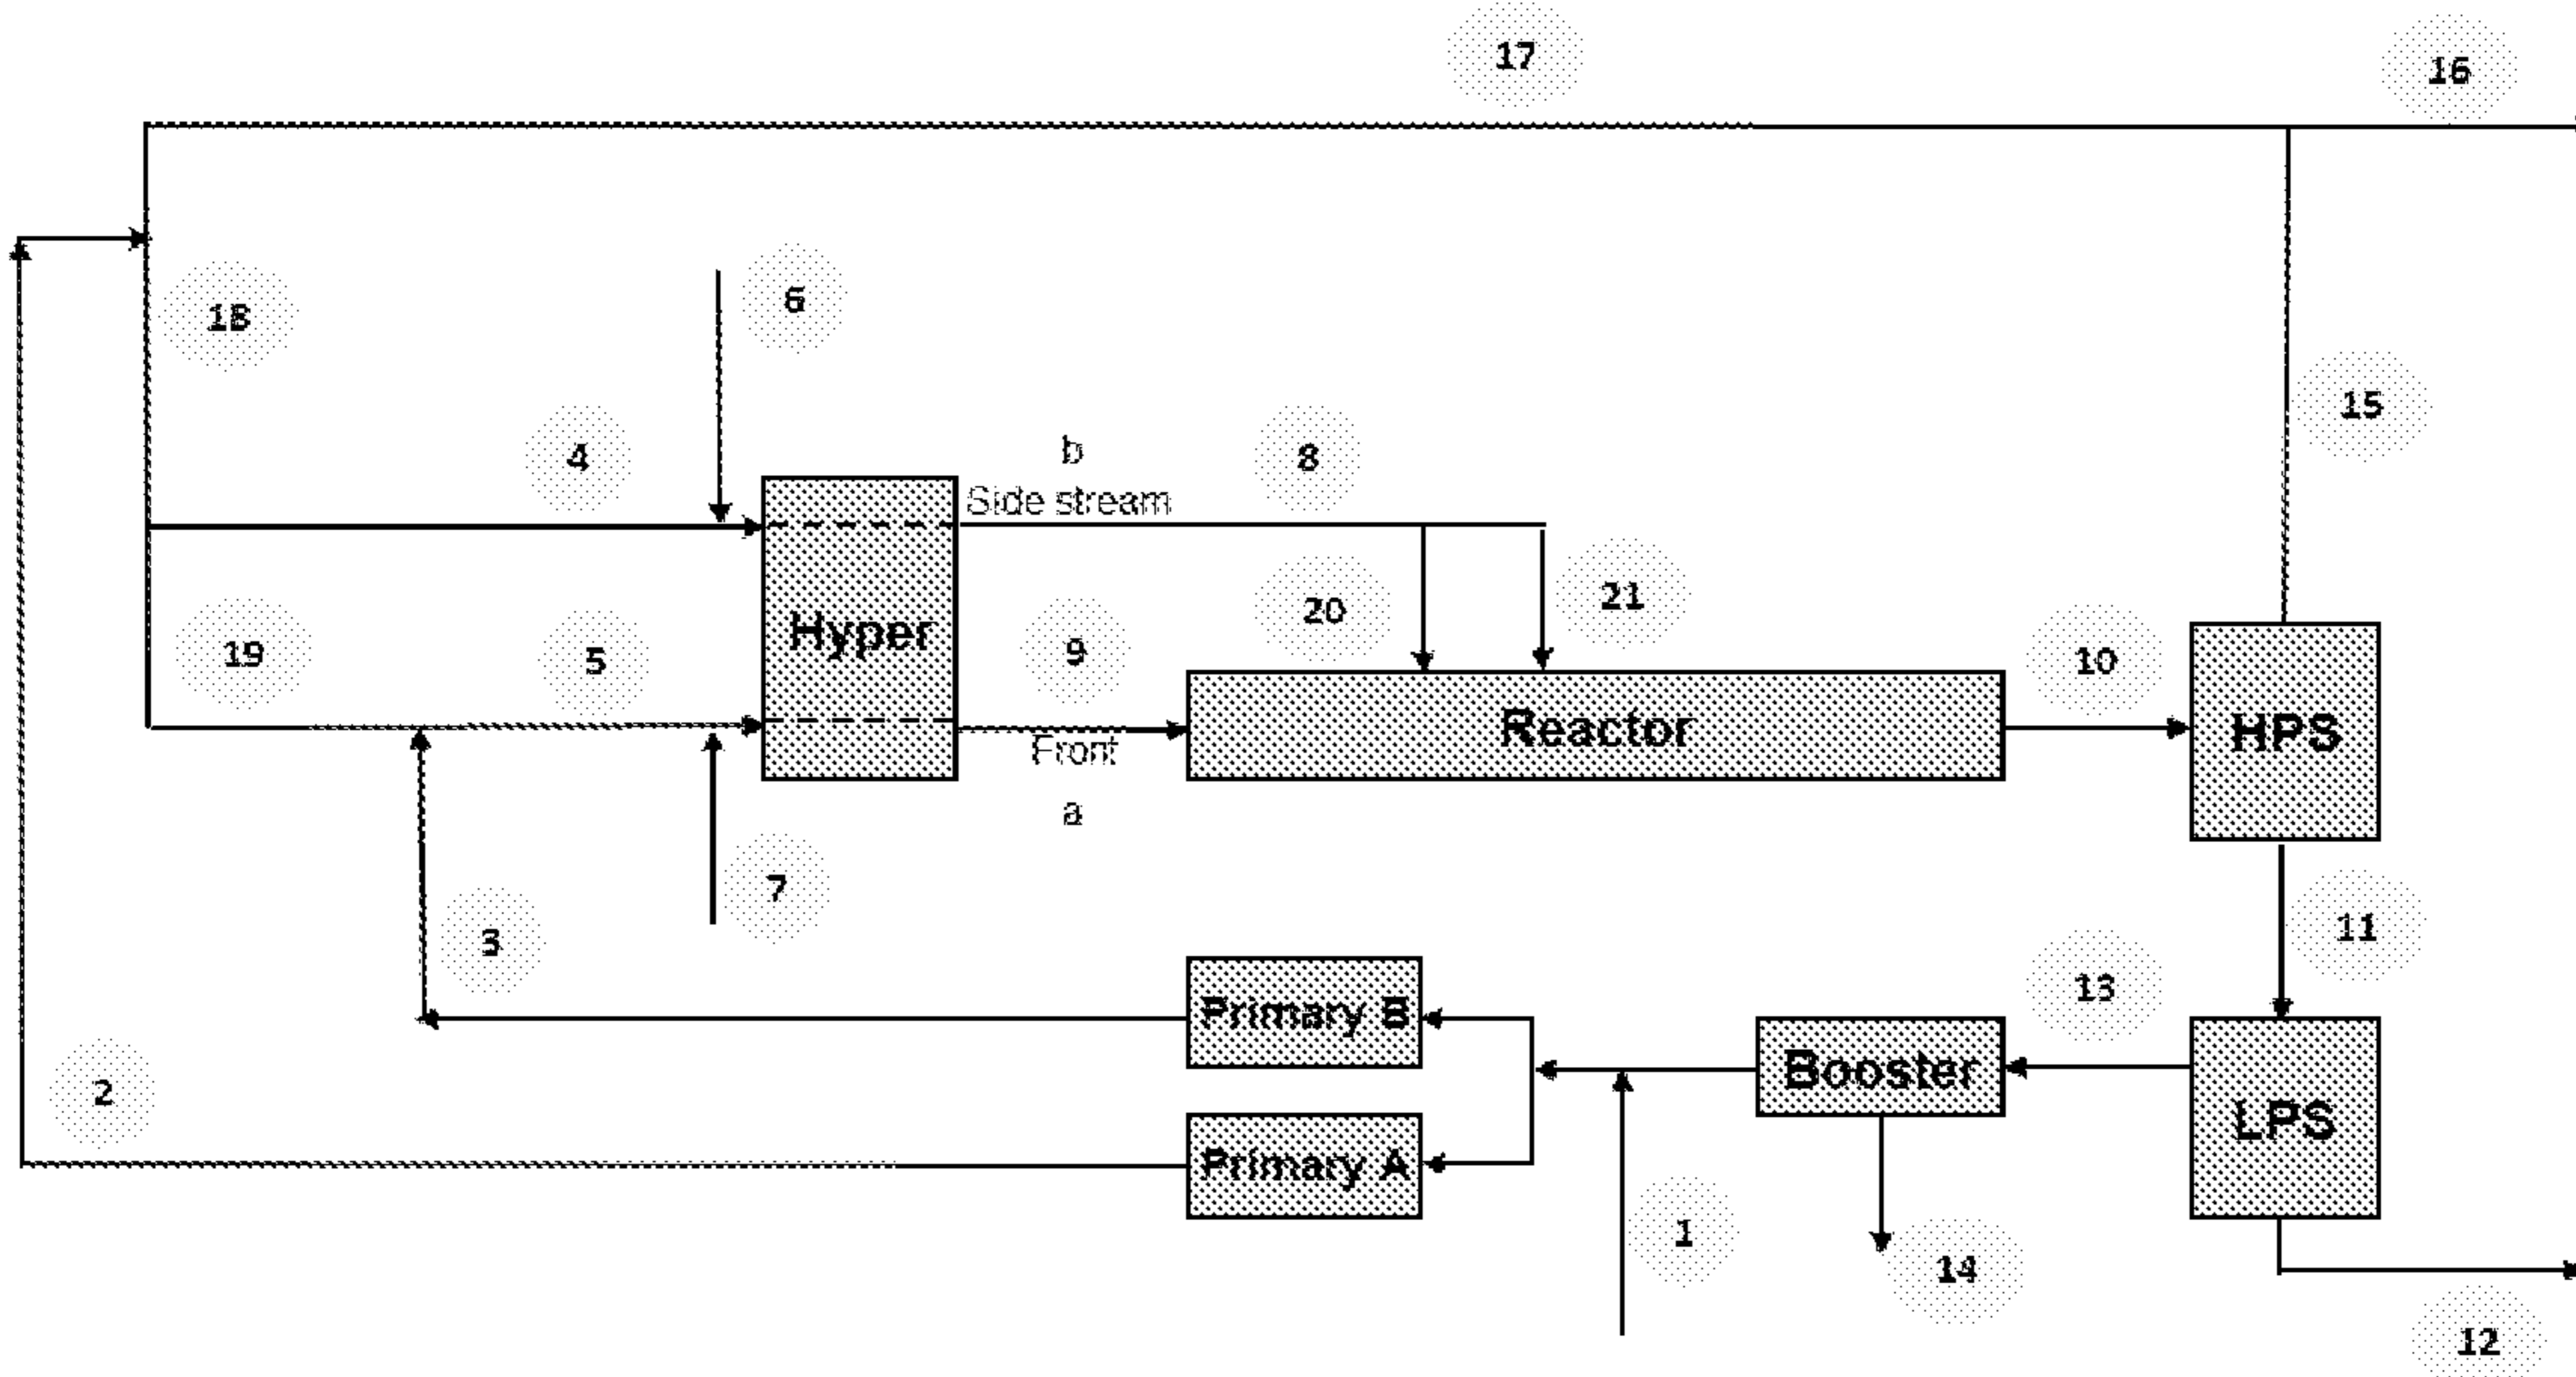 17
16
18
6
4
b
8
15
Side stream
20
21
19
5
Hyper
9
10
Reactor
HPS
Front
a
7
3
11
13
Primary B
Booster
2
LPS
Primary A
1
14
12